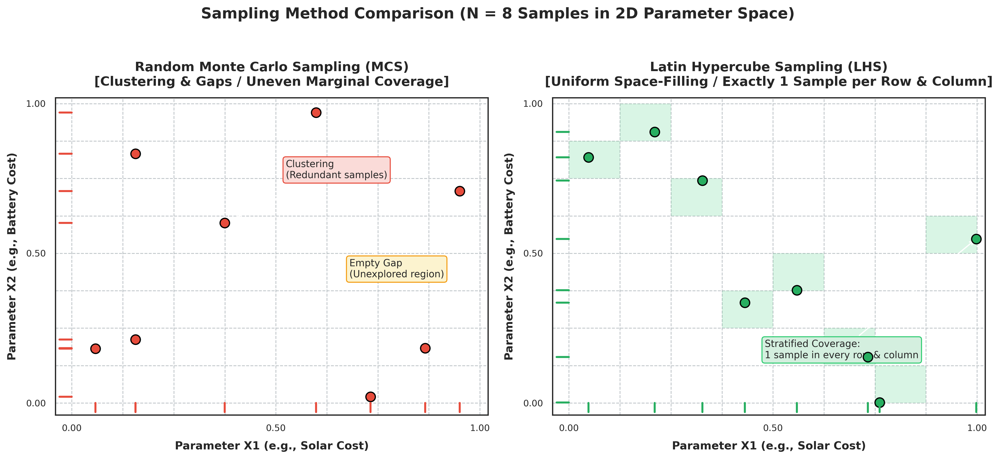 Sampling Method Comparison (N = 8 Samples in 2D Parameter Space)
Random Monte Carlo Sampling (MCS)
[Clustering & Gaps / Uneven Marginal Coverage]
1.00
0.50
0.00
Parameter X2 (e.g., Battery Cost)
Clustering
(Redundant samples)
Empty Gap
(Unexplored region)
0.00
0.50
1.00
Parameter X1 (e.g., Solar Cost)
Latin Hypercube Sampling (LHS)
[Uniform Space-Filling / Exactly 1 Sample per Row & Column]
1.00
0.50
0.00
Parameter X2 (e.g., Battery Cost)
Stratified Coverage:
1 sample in every row & column
0.00
0.50
1.00
Parameter X1 (e.g., Solar Cost)